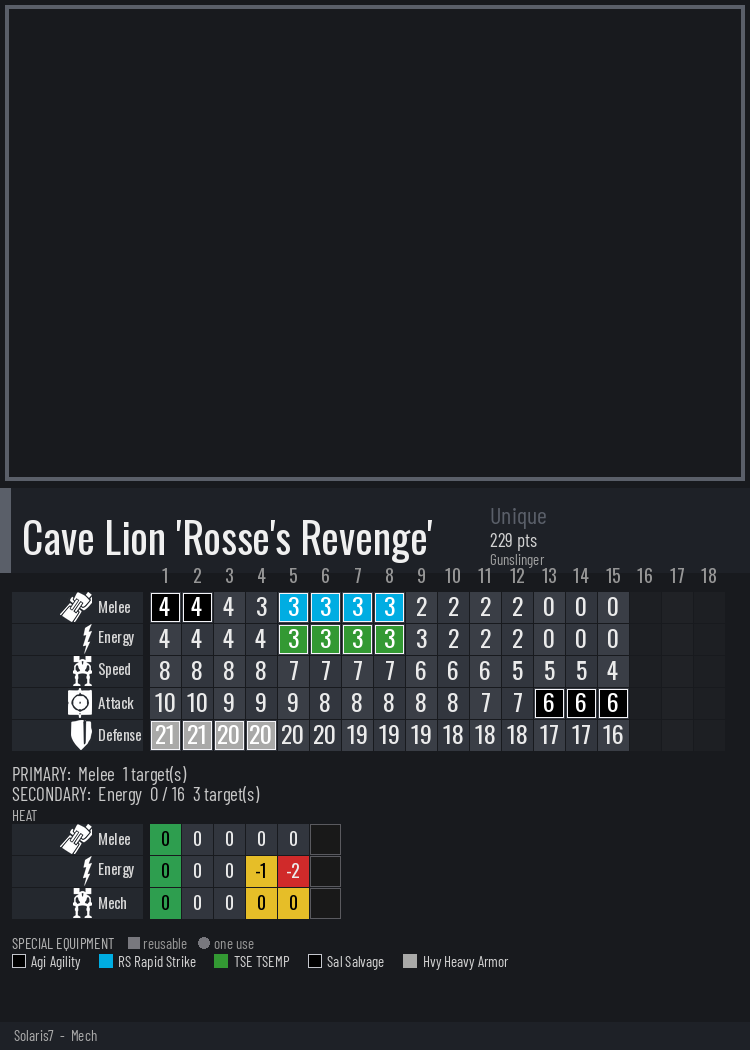 Cave Lion 'Rosse's Revenge'
Unique
229 pts
Gunslinger
1 2 3 4 5 6 7 8 9 10 11 12 13 14 15 16 17 18
Melee 4 4 4 3 3 3 3 3 2 2 2 2 0 0 0
Energy 4 4 4 4 3 3 3 3 3 2 2 2 0 0 0
Speed 8 8 8 8 7 7 7 7 6 6 6 5 5 5 4
Attack 10 10 9 9 9 8 8 8 8 8 7 7 6 6 6
Defense 21 21 20 20 20 20 19 19 19 18 18 18 17 17 16
PRIMARY: Melee 1 target(s)
SECONDARY: Energy 0 / 16 3 target(s)
HEAT
Melee 0 0 0 0 0
Energy 0 0 0 -1 -2
Mech 0 0 0 0 0
SPECIAL EQUIPMENT reusable one use
Agi Agility RS Rapid Strike TSE TSEMP Sal Salvage Hvy Heavy Armor
Solaris7 - Mech